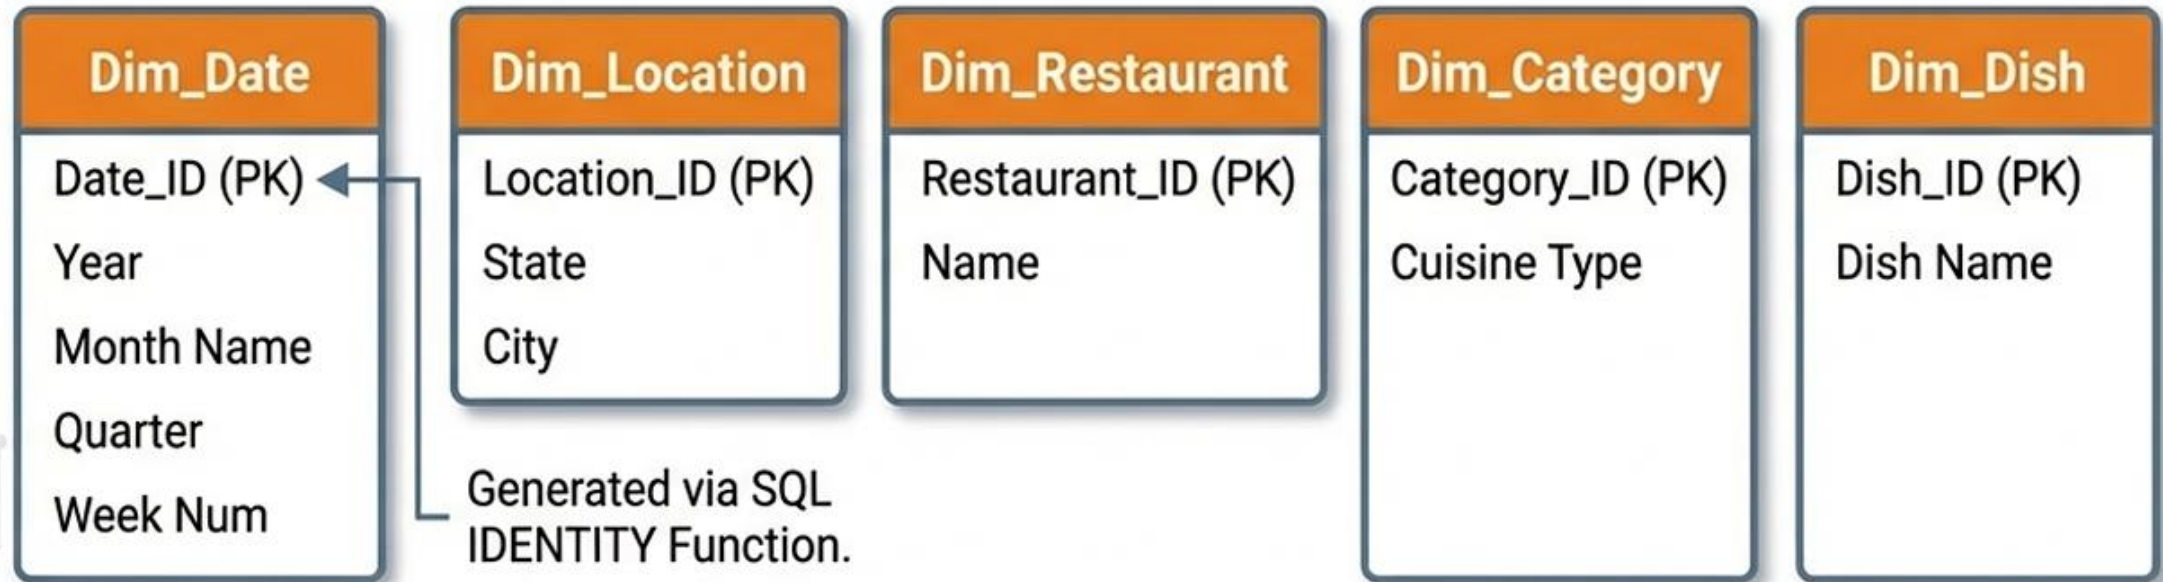 Dim_Date
Date_ID (PK)
Year
Month Name
Quarter
Week Num
Dim_Location
Location_ID (PK)
State
City
Generated via SQL
IDENTITY Function.
Dim_Restaurant
Restaurant_ID (PK)
Name
Dim_Category
Category_ID (PK)
Cuisine Type
Dim_Dish
Dish_ID (PK)
Dish Name